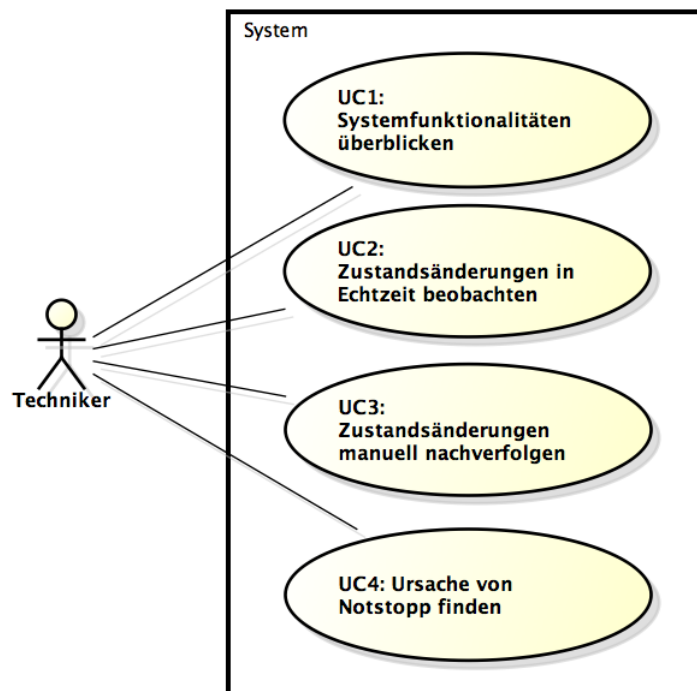 System
UC1:
Systemfunktionalitäten
überblicken
UC2:
Zustandsänderungen in
Echtzeit beobachten
Techniker
UC3:
Zustandsänderungen
manuell nachverfolgen
UC4: Ursache von
Notstopp finden